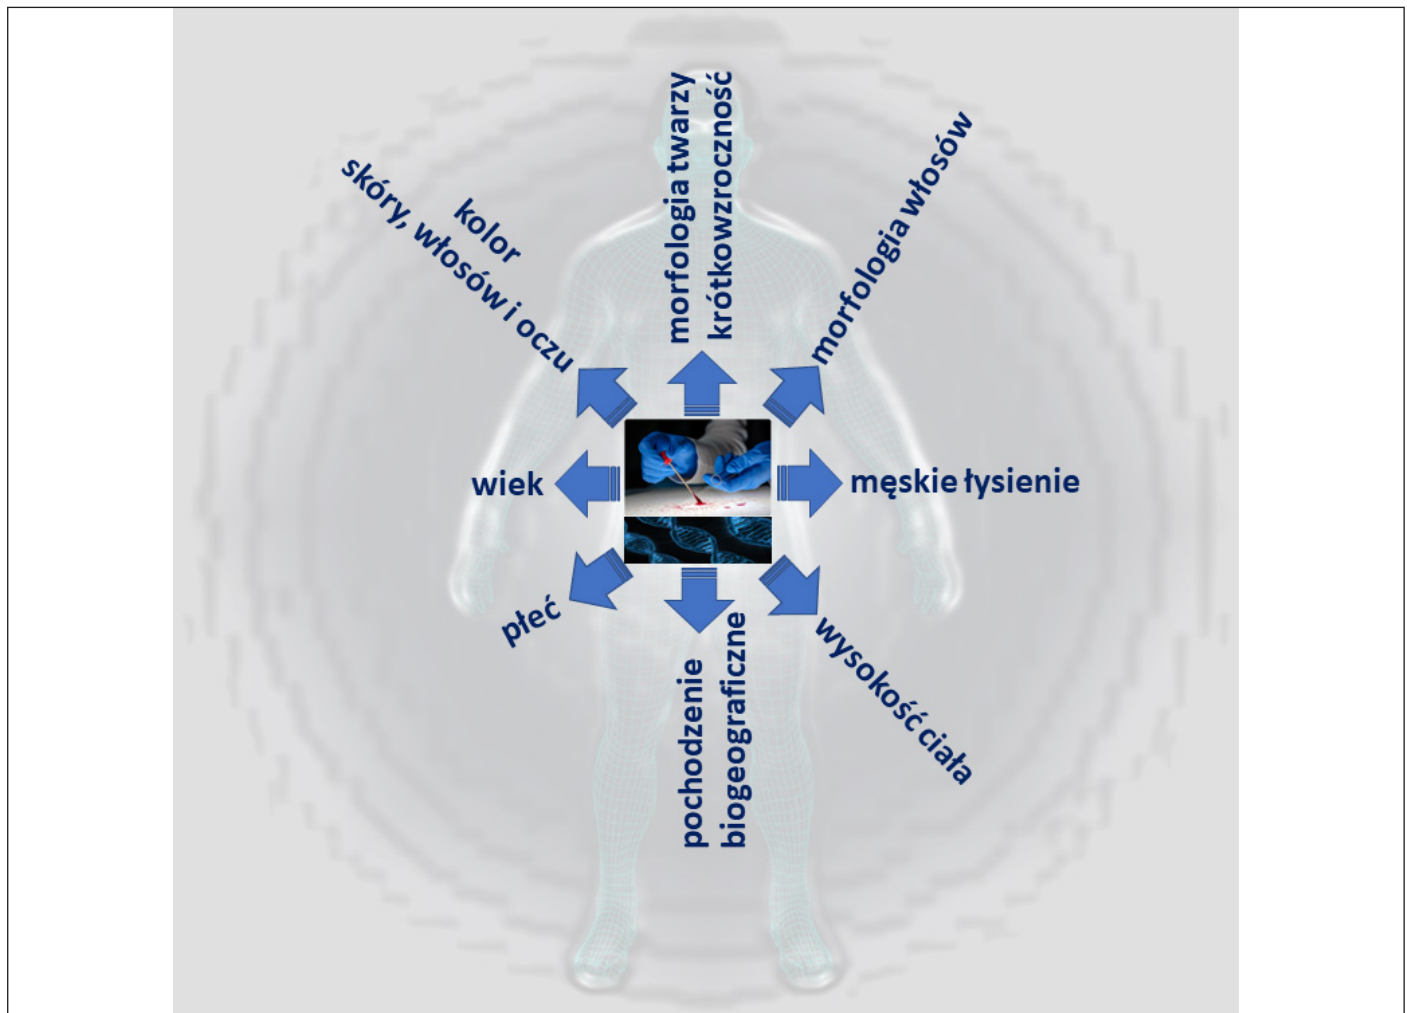 morfologia twarzy
krótkowzroczność
morfologia włosów
kolor
skóry, włosów i oczu
wiek
męskie łysienie
płeć
wysokość ciała
pochodzenie
biogeograficzne